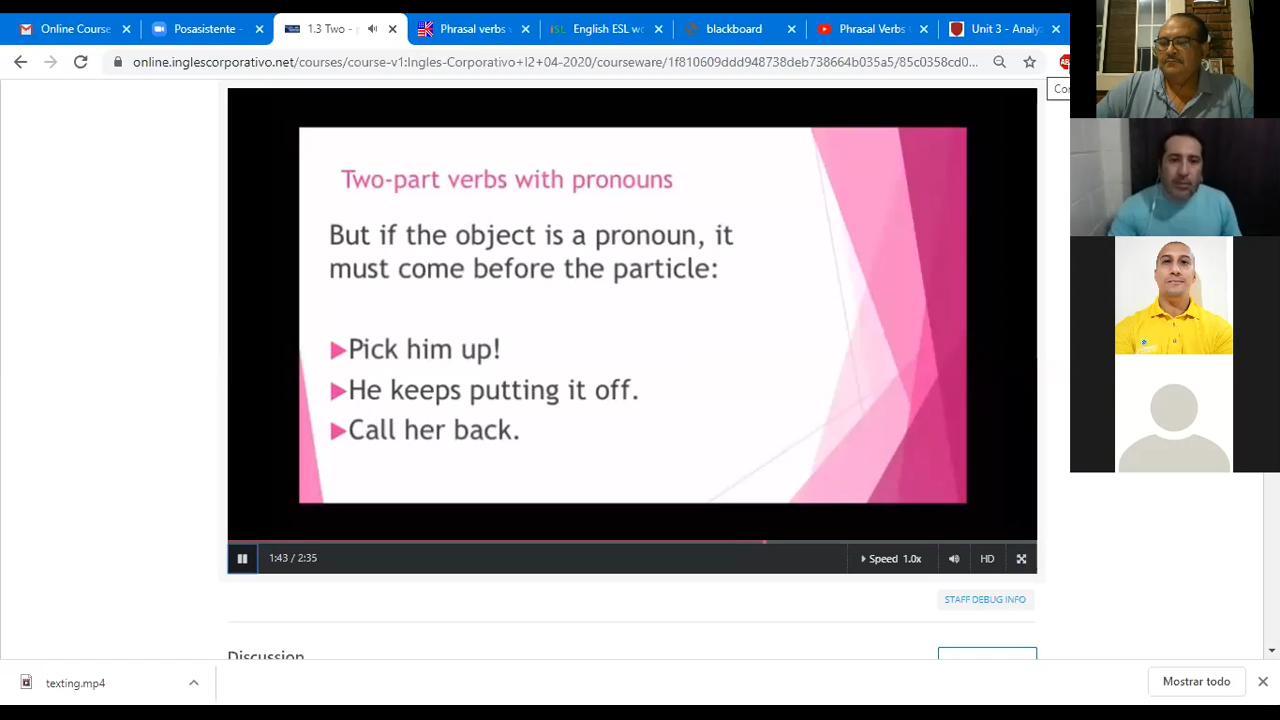 Online Course
Posasistente -
1.3 Two - p
Phrasal verbs v
ISL
English ESL wo
blackboard
Phrasal Verbs
Unit 3 - Analy
online.inglescorporativo.net/courses/course-v1:Ingles-Corporativo+I2+04-2020/courseware/1f810609ddd948738deb738664b035a5/85c0358cd0...
Two-part verbs with pronouns
But if the object is a pronoun, it
must come before the particle:
Pick him up!
He keeps putting it off.
Call her back.
1:43 / 2:35
Speed 1.0x
HD
STAFF DEBUG INFO
Discussion
texting.mp4
Mostrar todo